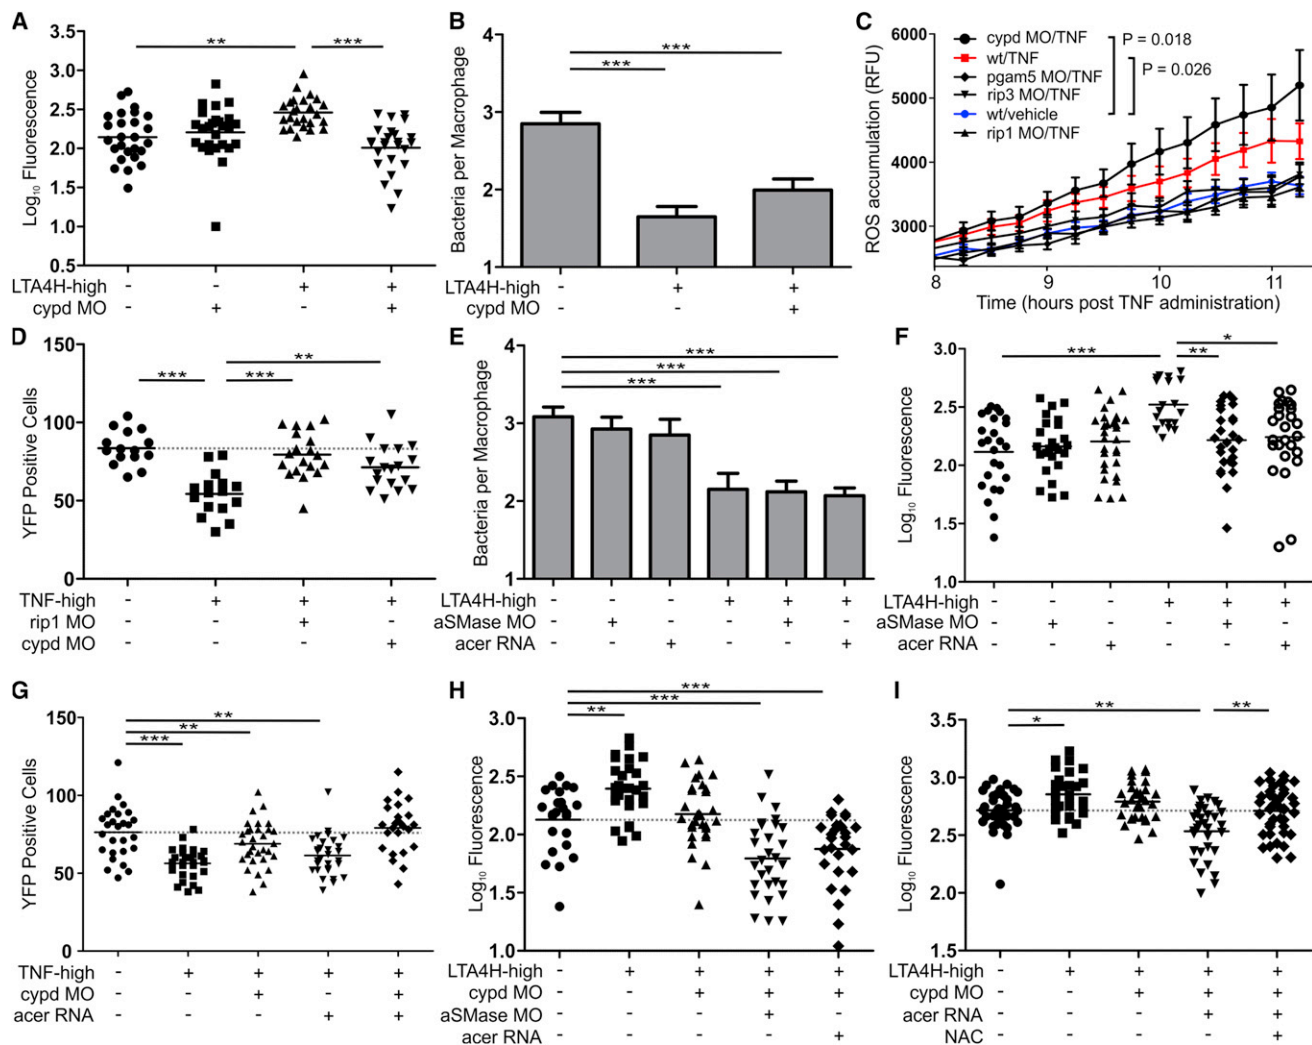 A
3.5
3.0
2.5
2.0
1.5
1.0
0.5
Log₁₀ Fluorescence
** ***
LTA4H-high - - + +
cypd MO - + - +
B
4
3
2
1
Bacteria per Macrophage
***
***
LTA4H-high - + +
cypd MO - - +
C
6000
5000
4000
3000
ROS accumulation (RFU)
cypd MO/TNF
wt/TNF
pgam5 MO/TNF
rip3 MO/TNF
wt/vehicle
rip1 MO/TNF
P = 0.018
P = 0.026
8 9 10 11
Time (hours post TNF administration)
D
150
100
50
0
YFP Positive Cells
**
*** ***
TNF-high - + + +
rip1 MO - - + -
cypd MO - - - +
E
4
3
2
1
Bacteria per Macrophage
***
***
***
LTA4H-high - - - + + +
aSMase MO - + - - + -
acer RNA - - + - - +
F
3.0
2.5
2.0
1.5
1.0
Log₁₀ Fluorescence
*
*** **
LTA4H-high - - - + + +
aSMase MO - + - - + -
acer RNA - - + - - +
G
150
100
50
0
YFP Positive Cells
**
**
***
TNF-high - + + + +
cypd MO - - + - +
acer RNA - - - + +
H
3.0
2.5
2.0
1.5
1.0
Log₁₀ Fluorescence
***
***
**
LTA4H-high - + + + +
cypd MO - - + + +
aSMase MO - - - + -
acer RNA - - - - +
I
3.5
3.0
2.5
2.0
1.5
Log₁₀ Fluorescence
** **
*
LTA4H-high - + + + +
cypd MO - - + + +
acer RNA - - - + +
NAC - - - - +